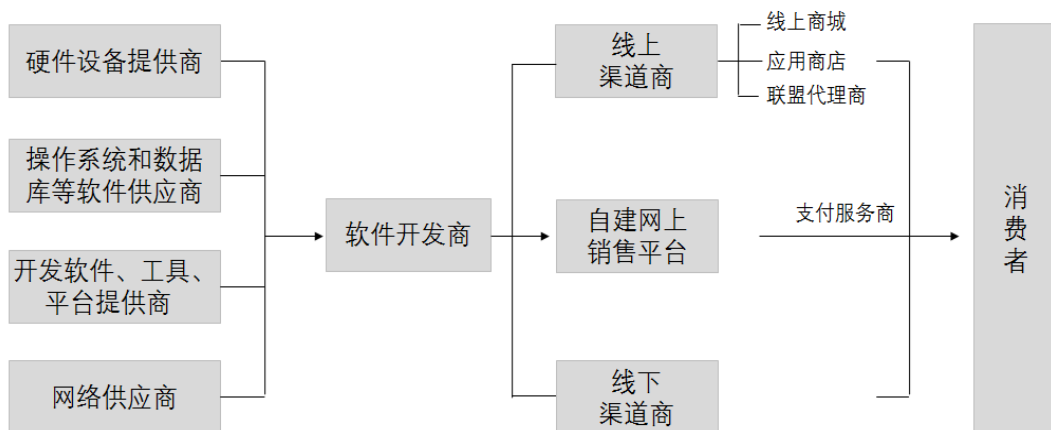 硬件设备提供商
操作系统和数据
库等软件供应商
开发软件、工具、
平台提供商
网络供应商
软件开发商
线上
渠道商
线上商城
应用商店
联盟代理商
自建网上
销售平台
支付服务商
线下
渠道商
消
费
者